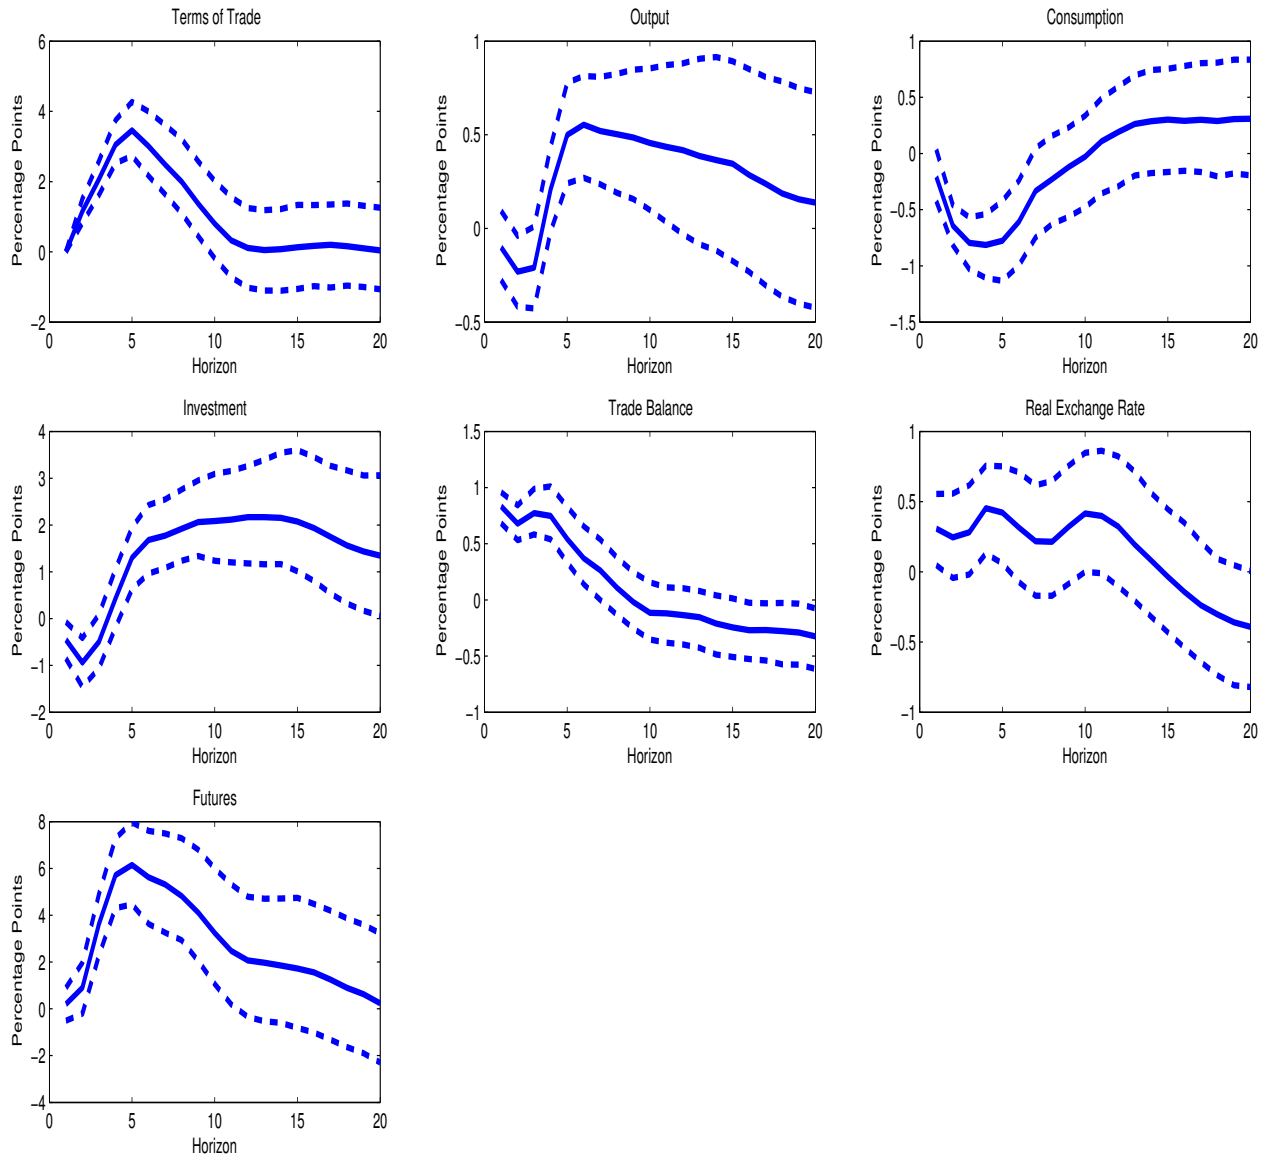 Terms of Trade
Percentage Points
6
4
2
0
−2
0 5 10 15 20
Horizon
Output
Percentage Points
1
0.5
0
−0.5
0 5 10 15 20
Horizon
Consumption
Percentage Points
1
0.5
0
−0.5
−1
−1.5
0 5 10 15 20
Horizon
Investment
Percentage Points
4
3
2
1
0
−1
−2
0 5 10 15 20
Horizon
Trade Balance
Percentage Points
1.5
1
0.5
0
−0.5
−1
0 5 10 15 20
Horizon
Real Exchange Rate
Percentage Points
1
0.5
0
−0.5
−1
0 5 10 15 20
Horizon
Futures
Percentage Points
8
6
4
2
0
−2
−4
0 5 10 15 20
Horizon